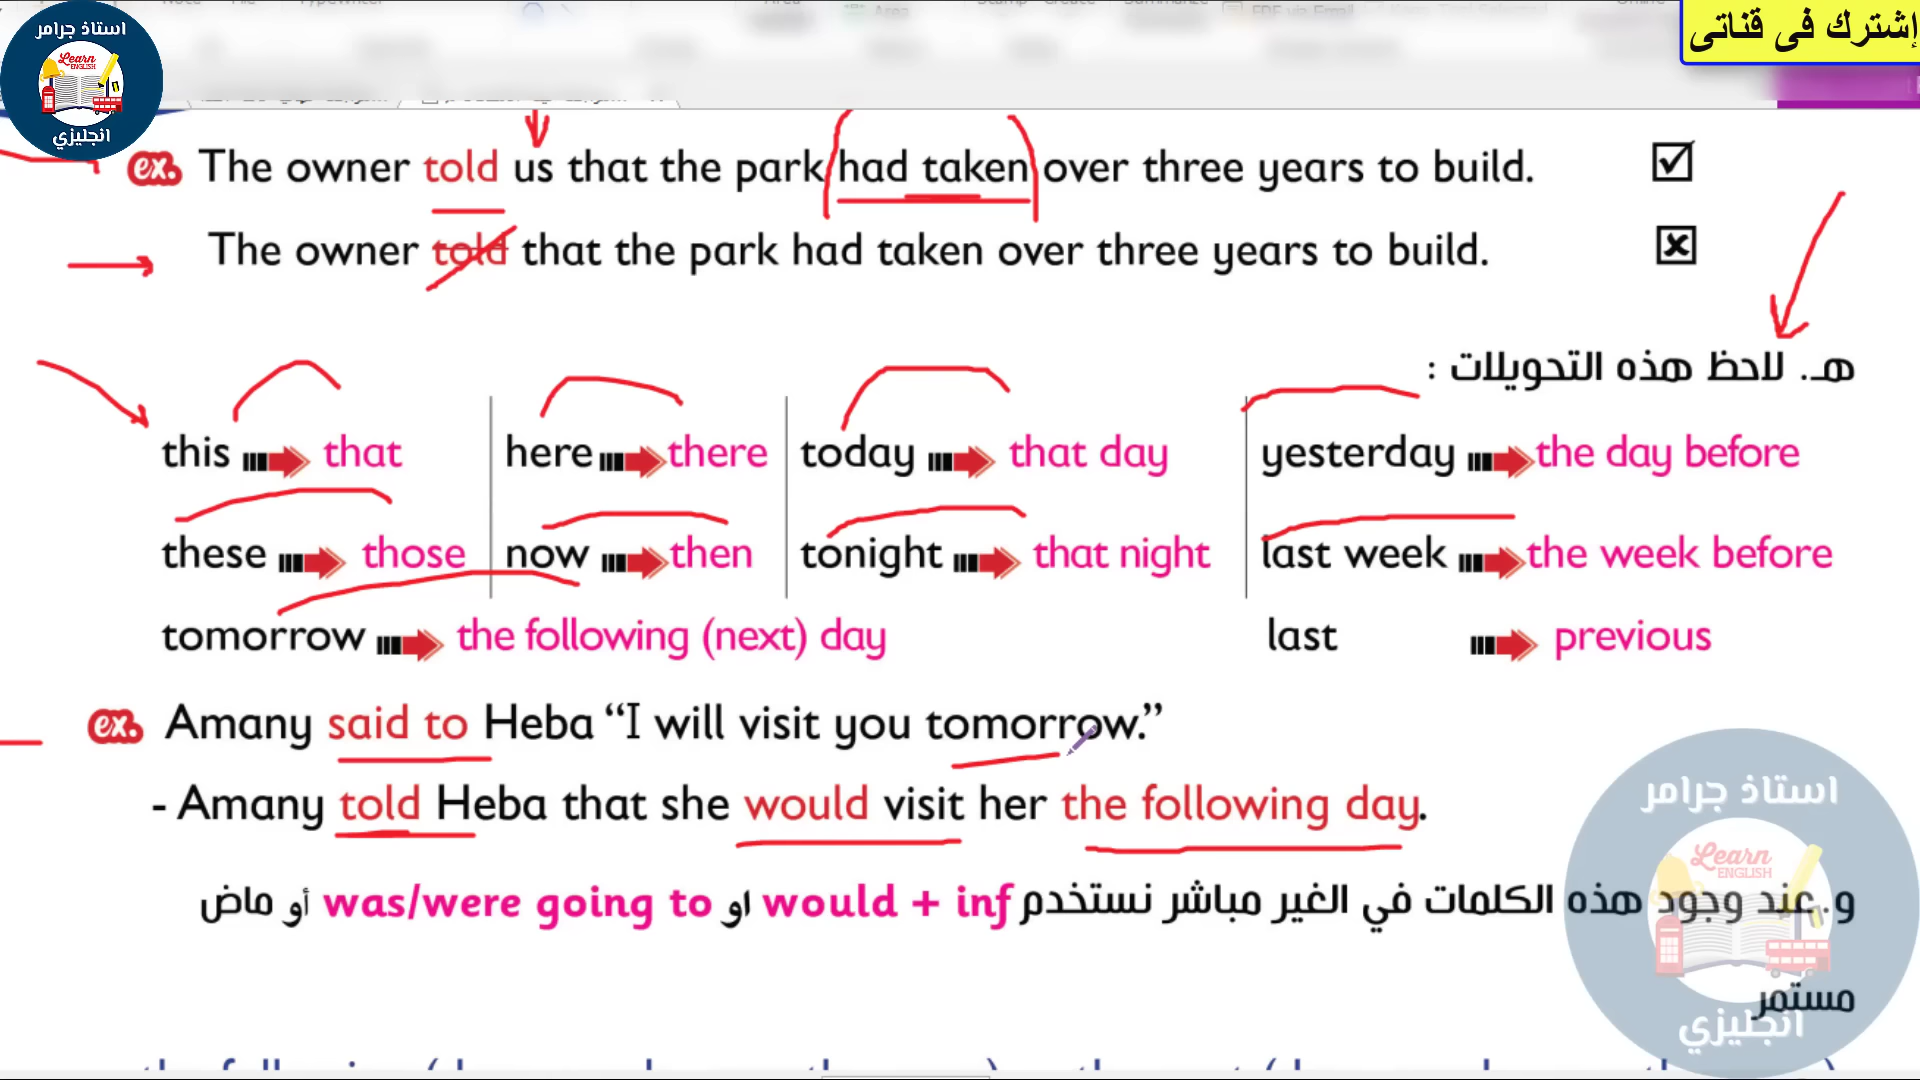 استاذ جرامر
Learn
ENGLISH
انجليزي
إشترك فى قناتى
ex. The owner told us that the park had taken over three years to build.
The owner told that the park had taken over three years to build.
هـ. لاحظ هذه التحويلات :
this that here there today that day yesterday the day before
these those now then tonight that night last week the week before
tomorrow the following (next) day last previous
ex. Amany said to Heba “I will visit you tomorrow.”
- Amany told Heba that she would visit her the following day.
و.عند وجود هذه الكلمات في الغير مباشر نستخدم would + inf او was/were going to أو ماض
مستمر
استاذ جرامر
Learn
ENGLISH
انجليزي